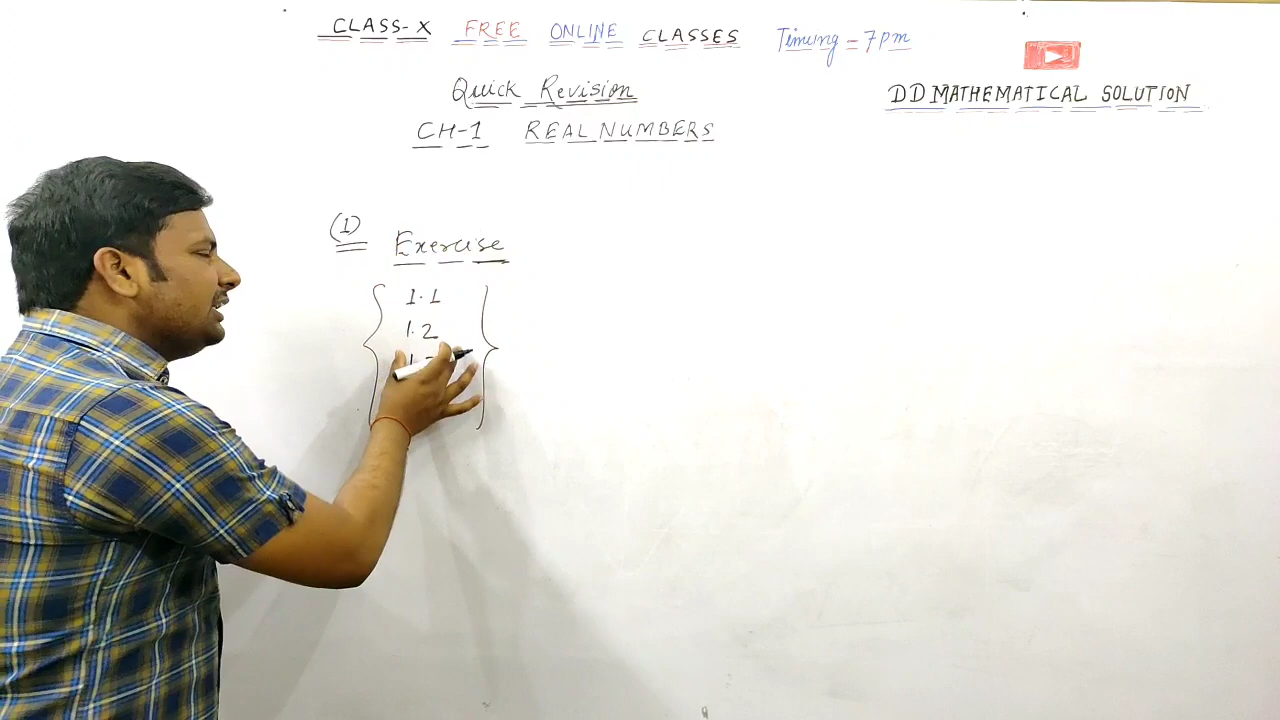 CLASS-X FREE ONLINE CLASSES Timing = 7pm
Quick Revision
DD MATHEMATICAL SOLUTION
CH-1 REAL NUMBERS
(1) Exercise
1.1
1.2